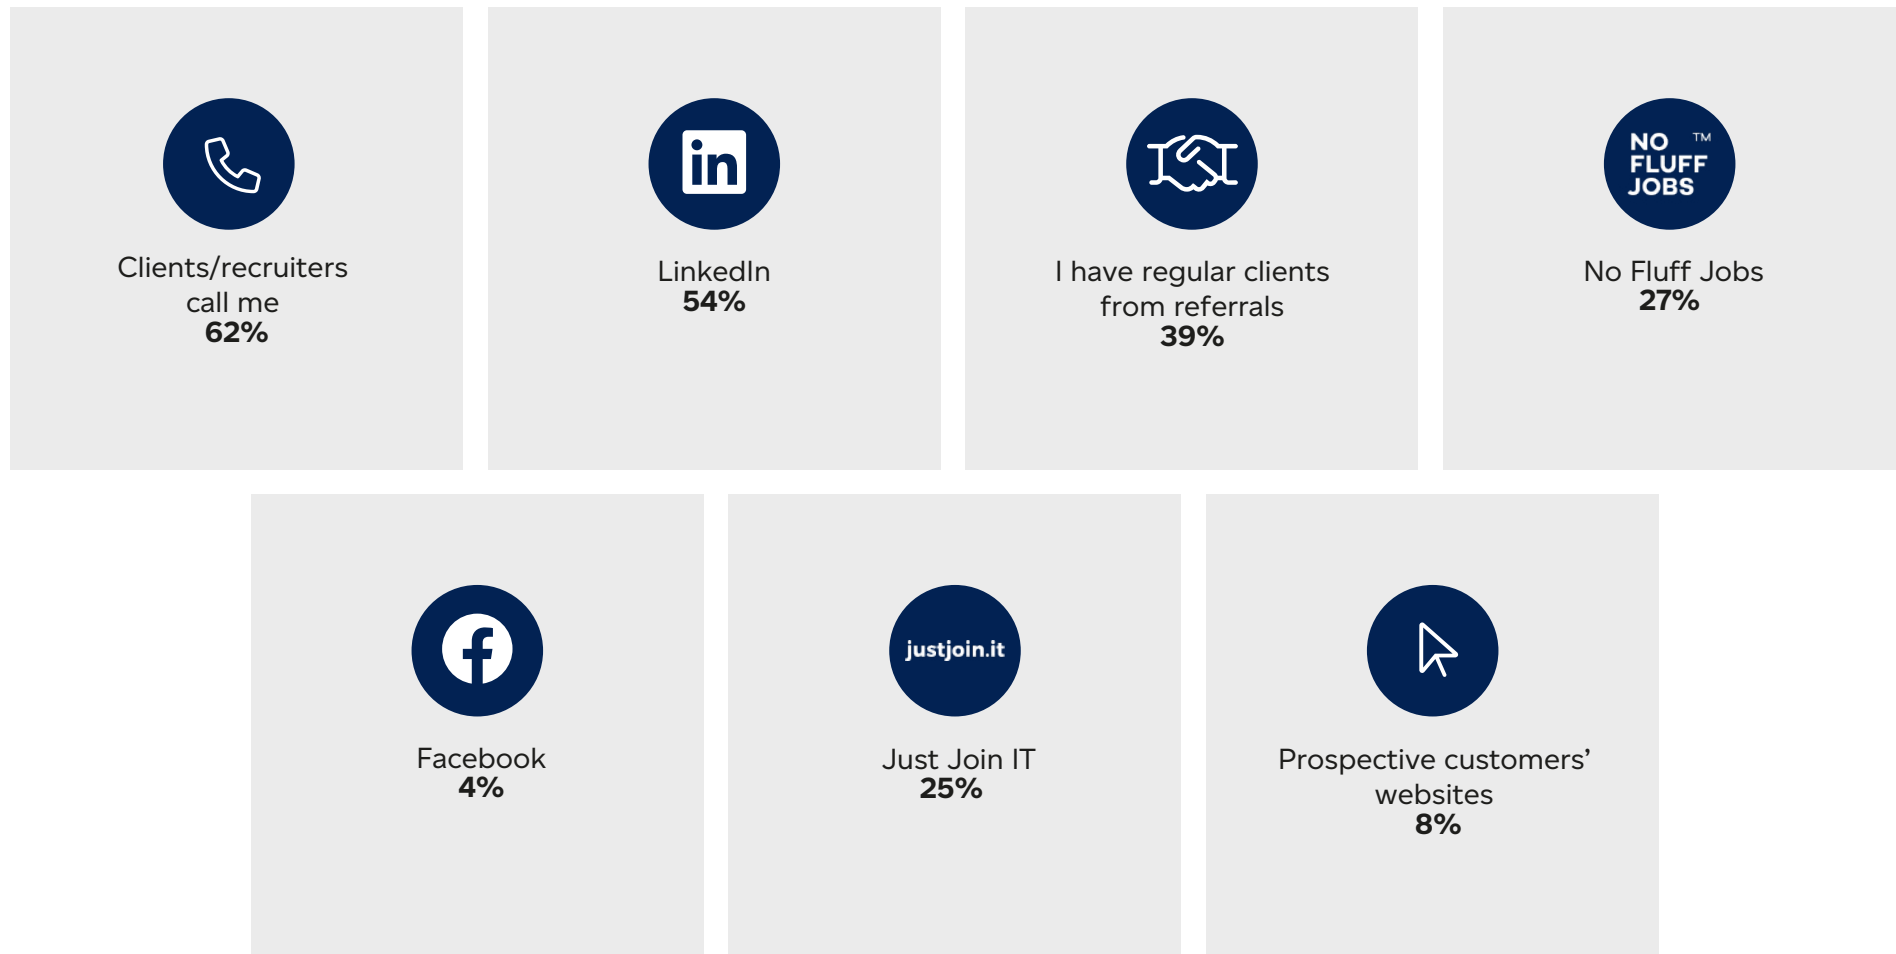 Clients/recruiters
call me
62%
in
LinkedIn
54%
I have regular clients
from referrals
39%
NO ™
FLUFF
JOBS
No Fluff Jobs
27%
f
Facebook
4%
justjoin.it
Just Join IT
25%
Prospective customers’
websites
8%